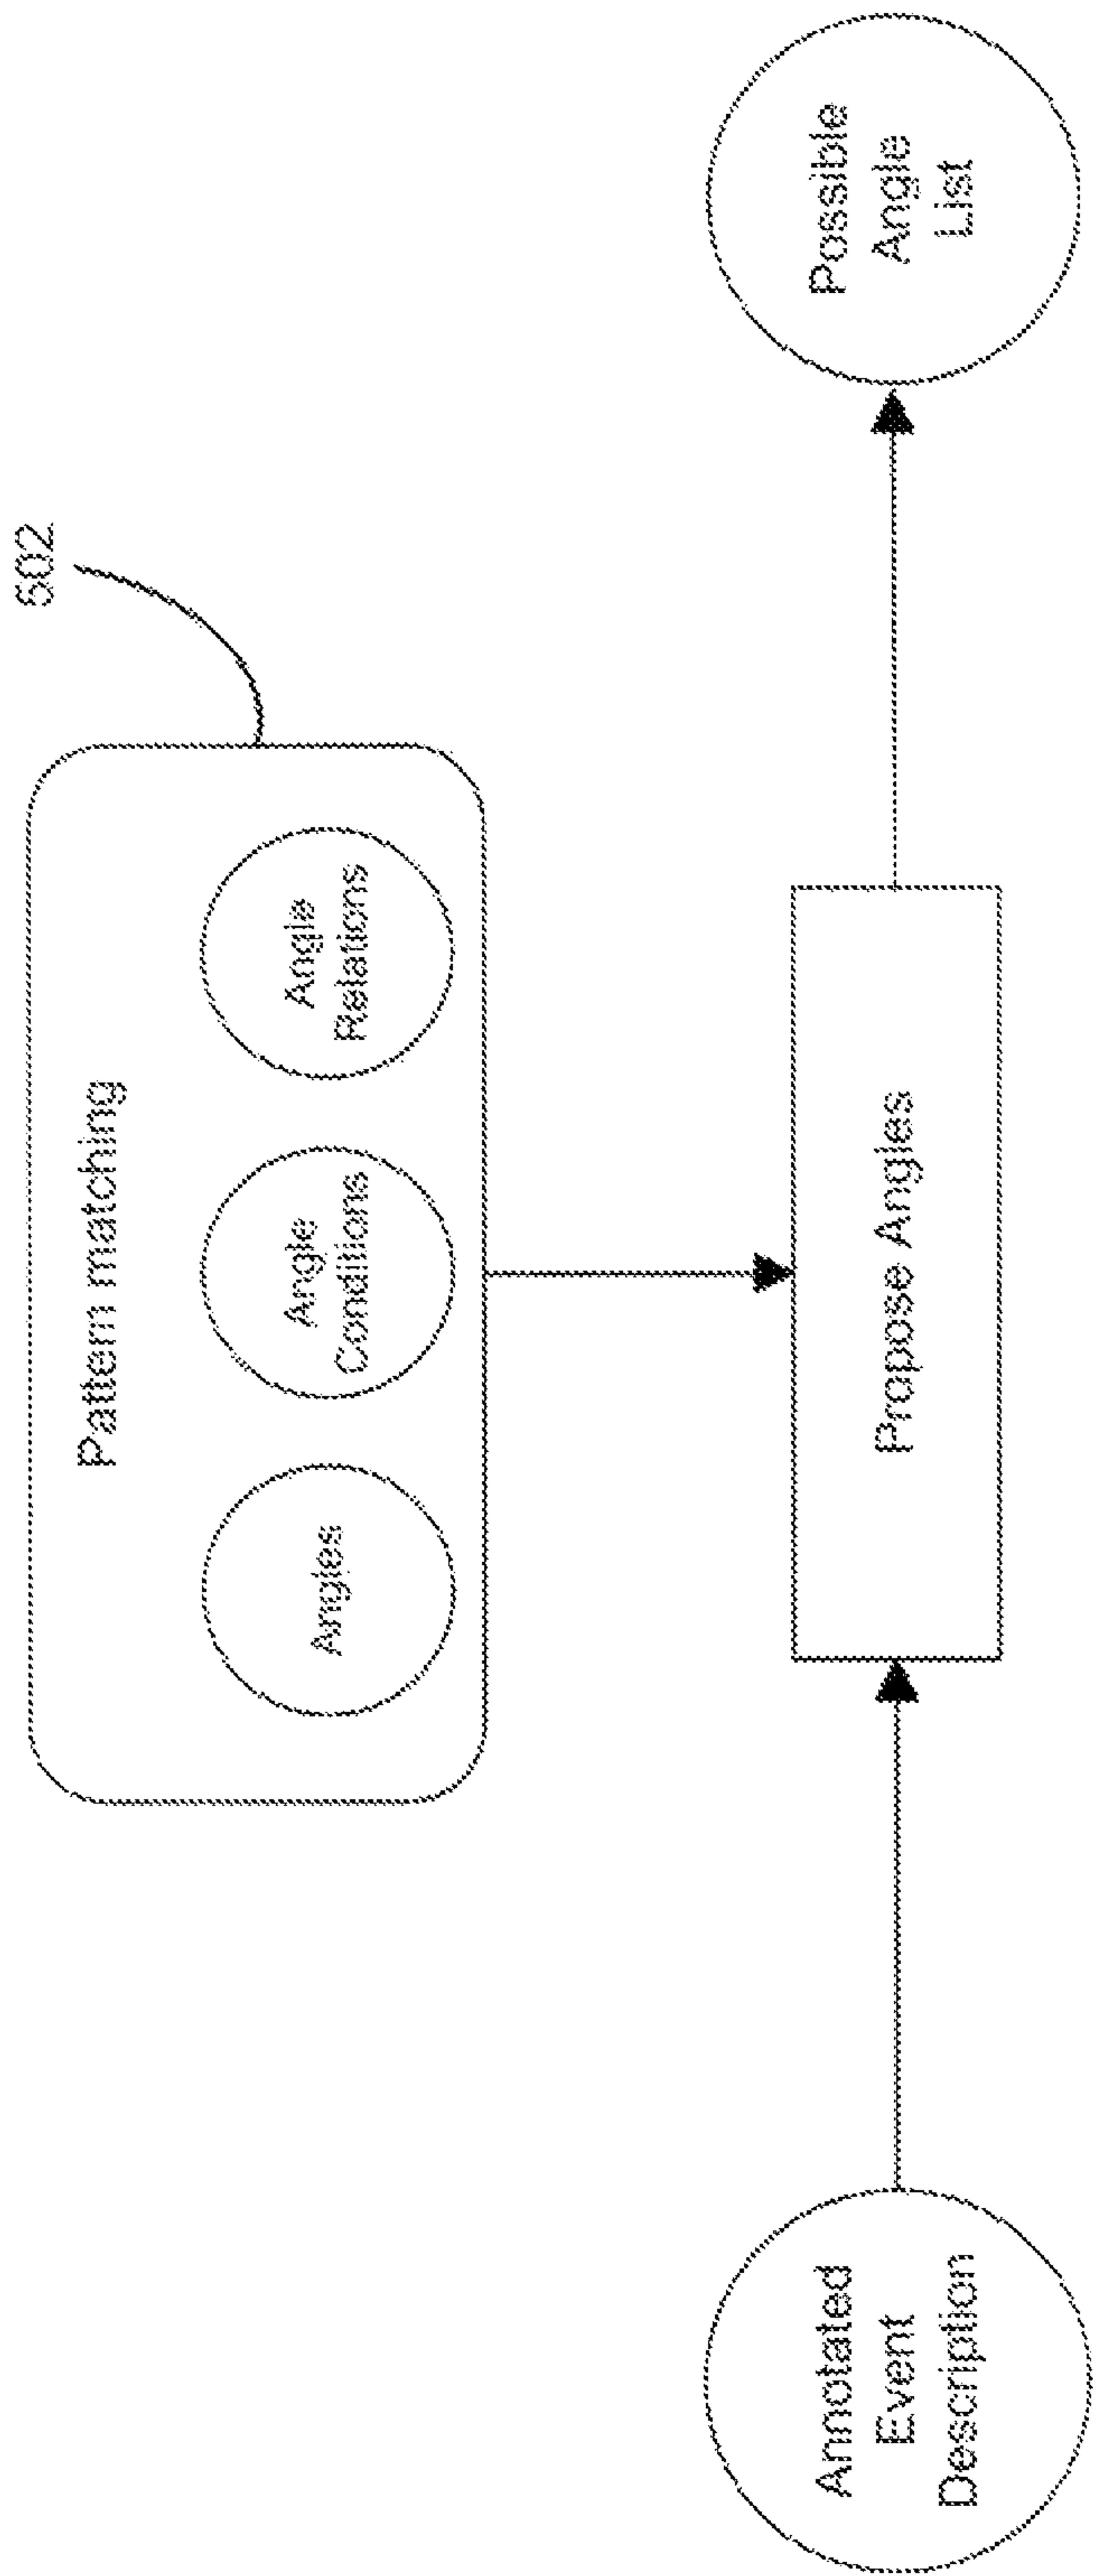 502
Pattern matching
Angles
Angle
Conditions
Angle
Relations
Annotated
Event
Description
Propose Angles
Possible
Angle
List